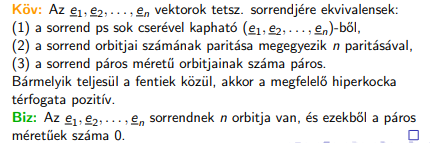 Köv: Az e₁, e₂, . . . , eₙ vektorok tetsz. sorrendjére ekvivalensek:
(1) a sorrend ps sok cserével kapható (e₁, e₂, . . . , eₙ)-ből,
(2) a sorrend orbitjai számának paritása megegyezik n paritásával,
(3) a sorrend páros méretű orbitjainak száma páros.
Bármelyik teljesül a fentiek közül, akkor a megfelelő hiperkocka
térfogata pozitív.
Biz: Az e₁, e₂, . . . , eₙ sorrendnek n orbitja van, és ezekből a páros
méretűek száma 0. □